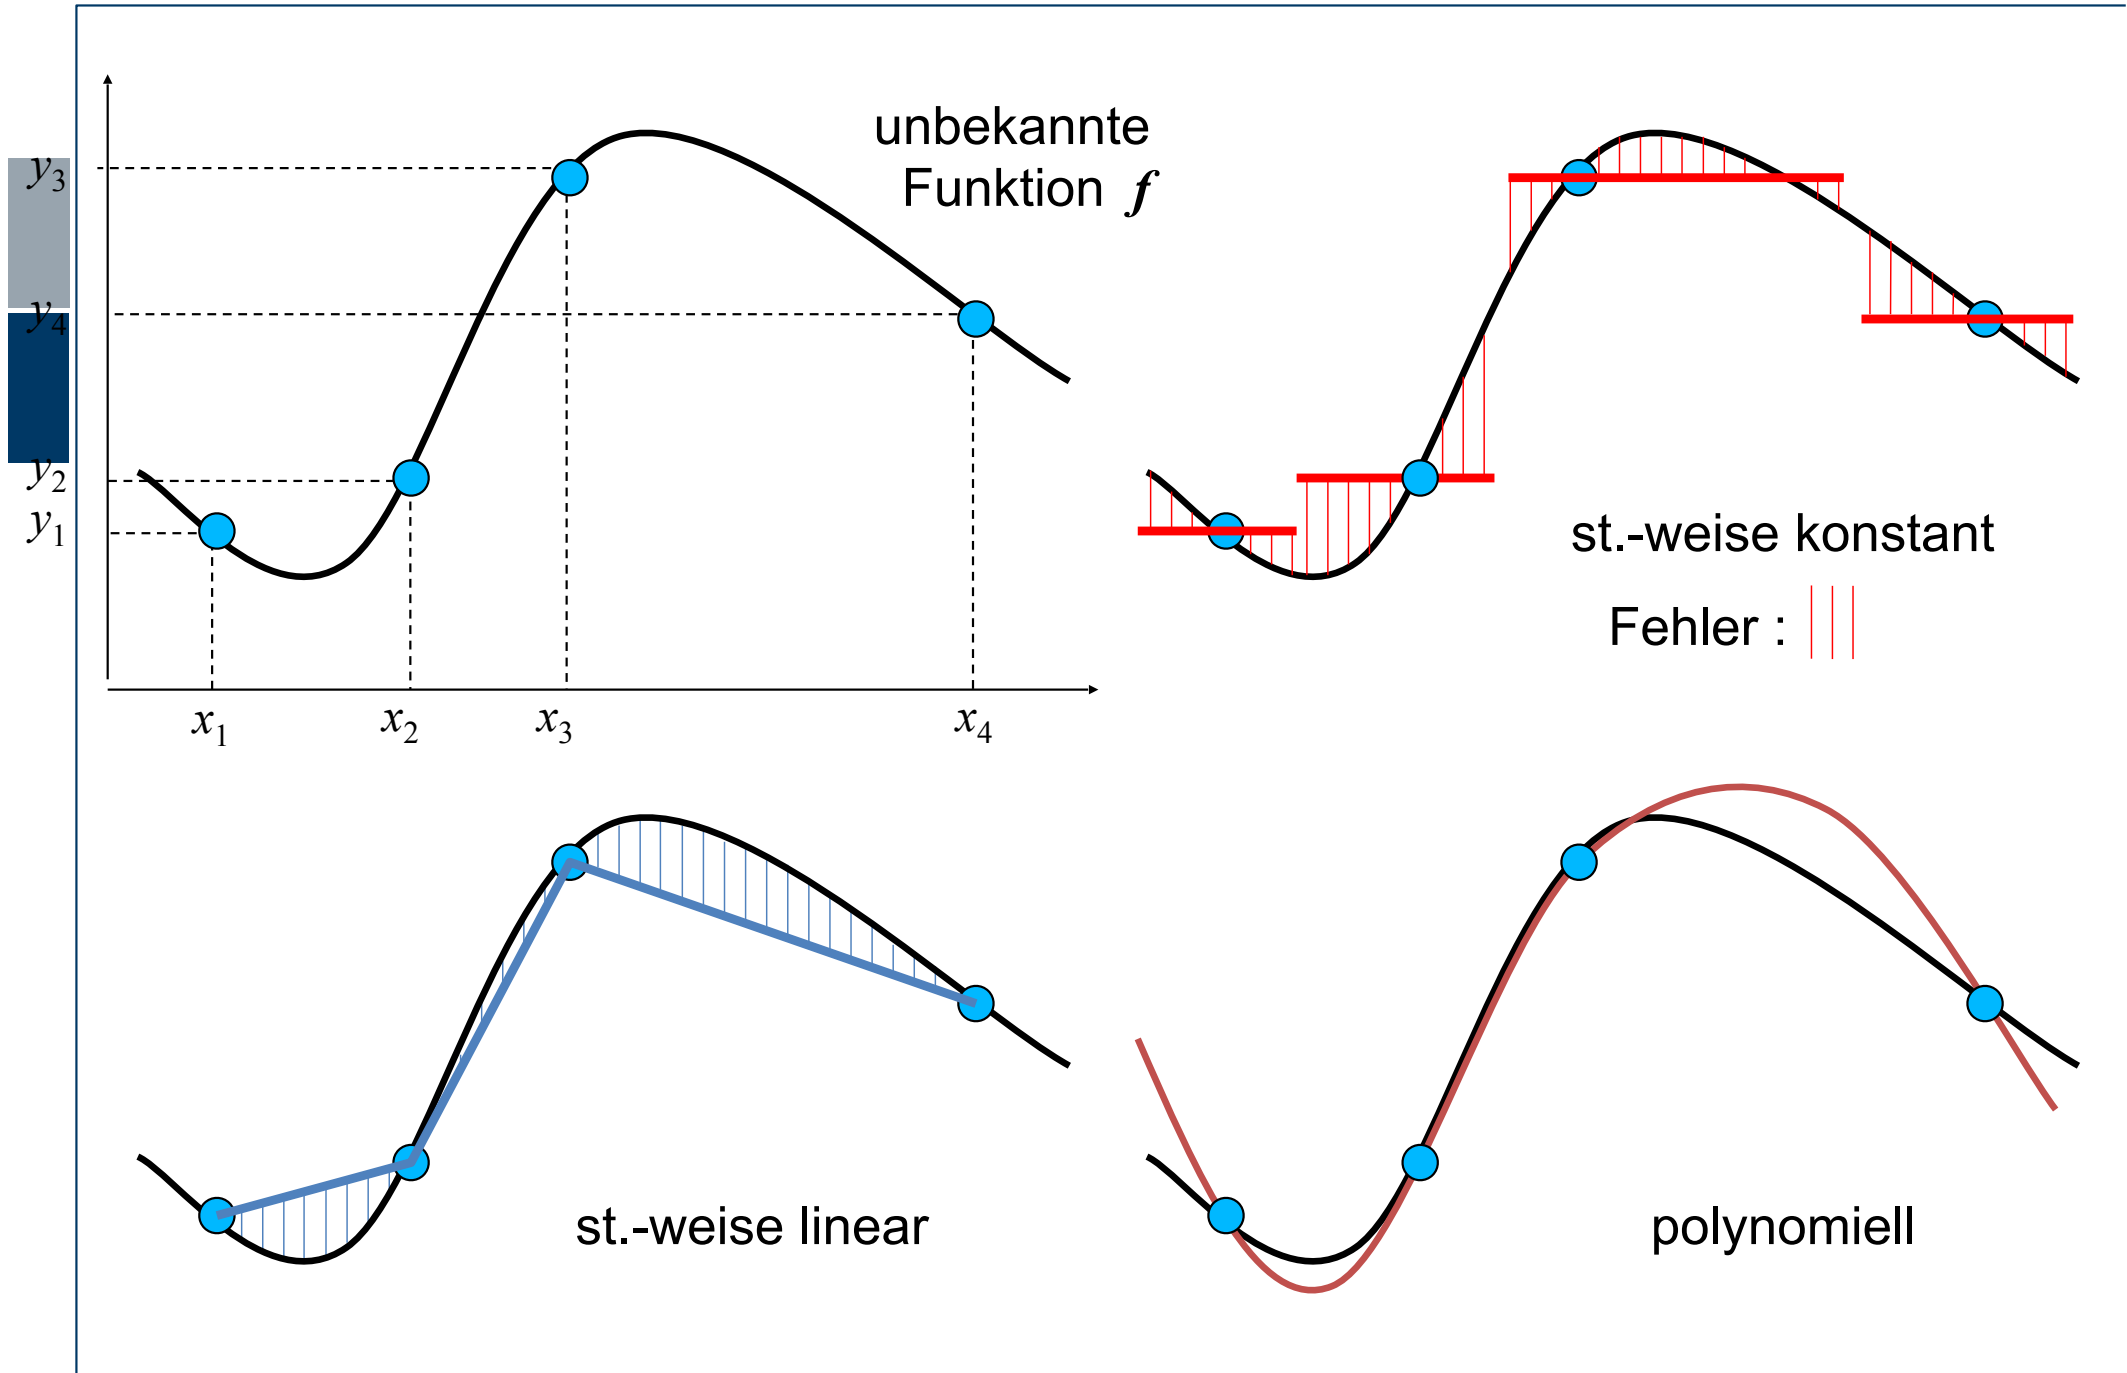 unbekannte
Funktion f
y₃
y₄
y₂
y₁
x₁ x₂ x₃ x₄
st.-weise konstant
Fehler :
st.-weise linear
polynomiell